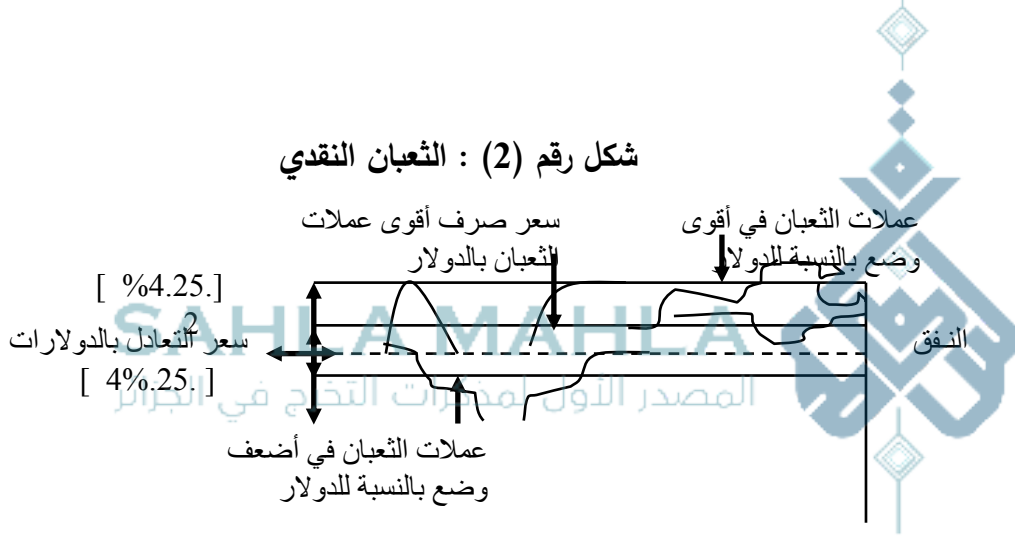 شكل رقم (2) : الثعبان النقدي
عملات الثعبان في أقوى
وضع بالنسبة للدولار
سعر صرف أقوى عملات
الثعبان بالدولار
[ %4.25.]
2
سعر التعادل بالدولارات
[ 4%.25. ]
النفق
SAHLA MAHLA
المصدر الأول لمذكرات التخرج في الجزائر
عملات الثعبان في أضعف
وضع بالنسبة للدولار